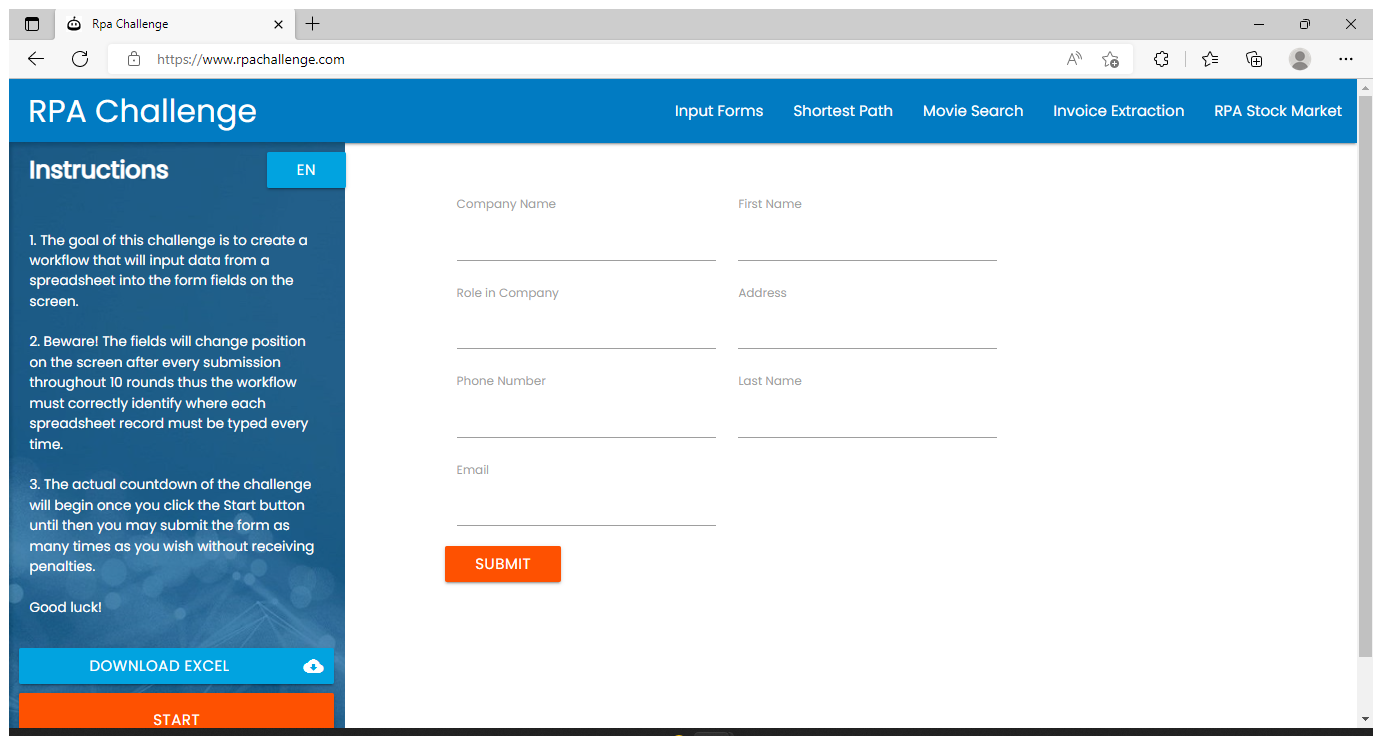 Rpa Challenge
https://www.rpachallenge.com
RPA Challenge
Input Forms
Shortest Path
Movie Search
Invoice Extraction
RPA Stock Market
Instructions
EN
1. The goal of this challenge is to create a
workflow that will input data from a
spreadsheet into the form fields on the
screen.
2. Beware! The fields will change position
on the screen after every submission
throughout 10 rounds thus the workflow
must correctly identify where each
spreadsheet record must be typed every
time.
3. The actual countdown of the challenge
will begin once you click the Start button
until then you may submit the form as
many times as you wish without receiving
penalties.
Good luck!
DOWNLOAD EXCEL
START
Company Name
First Name
Role in Company
Address
Phone Number
Last Name
Email
SUBMIT